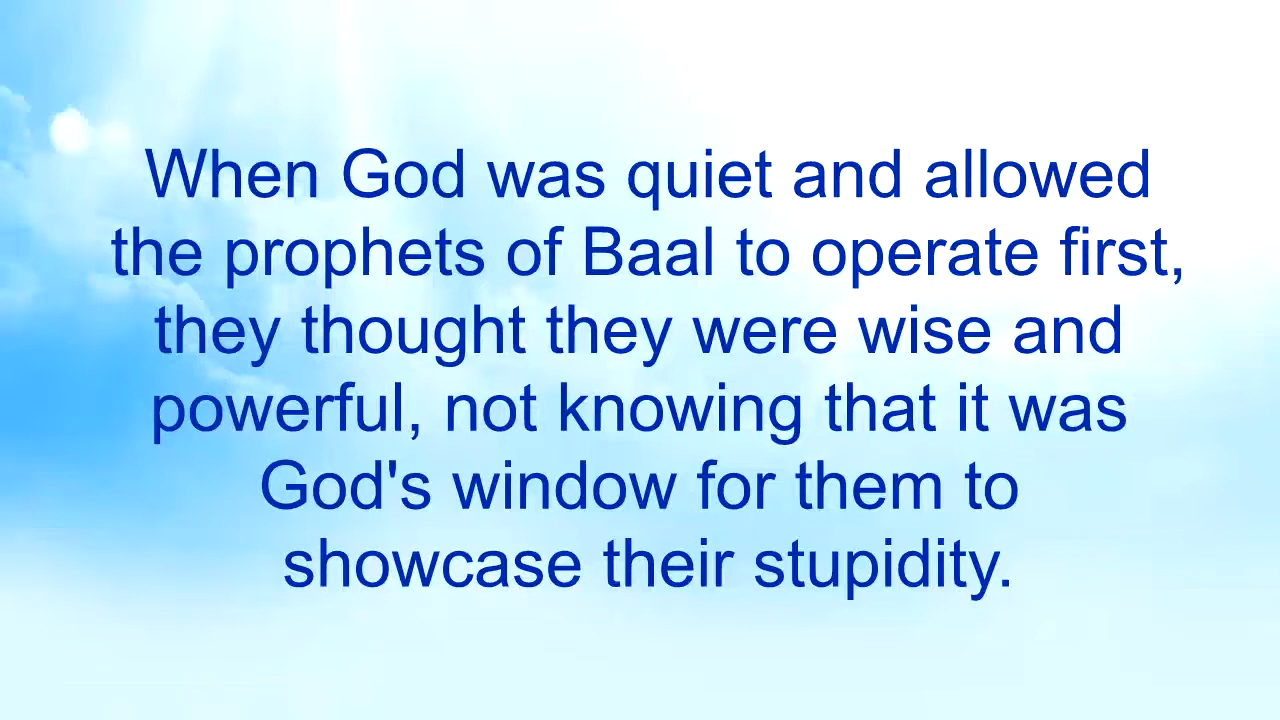 When God was quiet and allowed
the prophets of Baal to operate first,
they thought they were wise and
powerful, not knowing that it was
God's window for them to
showcase their stupidity.